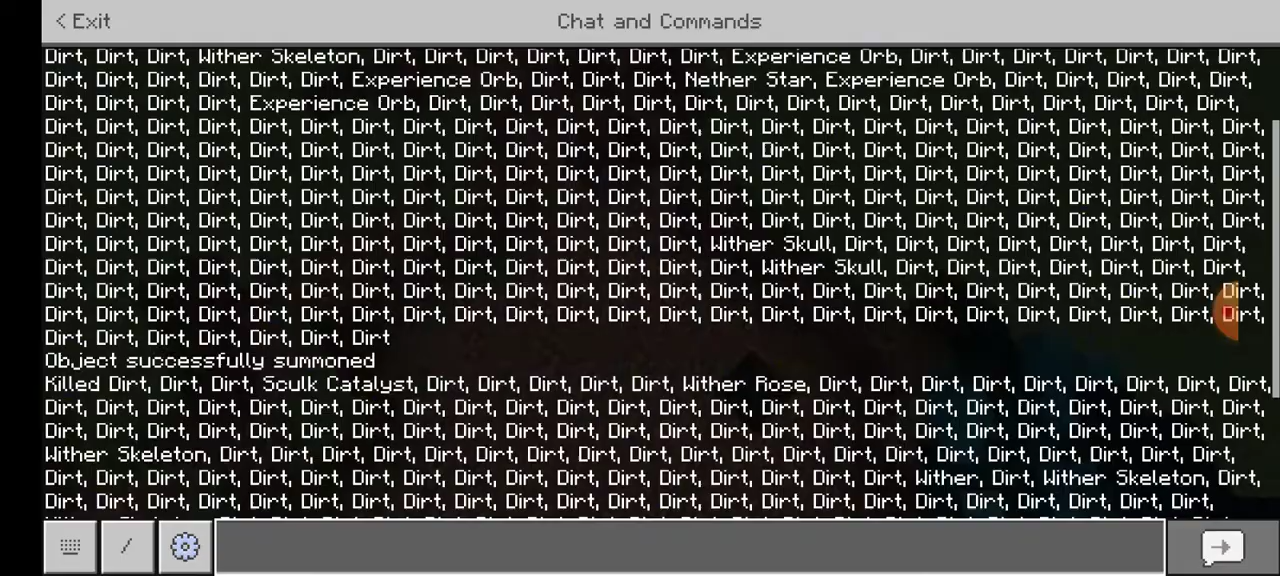 < Exit
Chat and Commands
Dirt, Dirt, Dirt, Wither Skeleton, Dirt, Dirt, Dirt, Dirt, Dirt, Dirt, Dirt, Experience Orb, Dirt, Dirt, Dirt, Dirt, Dirt, Dirt, Dirt,
Dirt, Dirt, Dirt, Dirt, Dirt, Dirt, Experience Orb, Dirt, Dirt, Dirt, Nether Star, Experience Orb, Dirt, Dirt, Dirt, Dirt, Dirt,
Dirt, Dirt, Dirt, Dirt, Experience Orb, Dirt, Dirt, Dirt, Dirt, Dirt, Dirt, Dirt, Dirt, Dirt, Dirt, Dirt, Dirt, Dirt, Dirt, Dirt, Dirt,
Dirt, Dirt, Dirt, Dirt, Dirt, Dirt, Dirt, Dirt, Dirt, Dirt, Dirt, Dirt, Dirt, Dirt, Dirt, Dirt, Dirt, Dirt, Dirt, Dirt, Dirt, Dirt, Dirt, Dirt,
Dirt, Dirt, Dirt, Dirt, Dirt, Dirt, Dirt, Dirt, Dirt, Dirt, Dirt, Dirt, Dirt, Dirt, Dirt, Dirt, Dirt, Dirt, Dirt, Dirt, Dirt, Dirt, Dirt, Dirt,
Dirt, Dirt, Dirt, Dirt, Dirt, Dirt, Dirt, Dirt, Dirt, Dirt, Dirt, Dirt, Dirt, Dirt, Dirt, Dirt, Dirt, Dirt, Dirt, Dirt, Dirt, Dirt, Dirt, Dirt,
Dirt, Dirt, Dirt, Dirt, Dirt, Dirt, Dirt, Dirt, Dirt, Dirt, Dirt, Dirt, Dirt, Dirt, Dirt, Dirt, Dirt, Dirt, Dirt, Dirt, Dirt, Dirt, Dirt, Dirt,
Dirt, Dirt, Dirt, Dirt, Dirt, Dirt, Dirt, Dirt, Dirt, Dirt, Dirt, Dirt, Dirt, Dirt, Dirt, Dirt, Dirt, Dirt, Dirt, Dirt, Dirt, Dirt, Dirt, Dirt,
Dirt, Dirt, Dirt, Dirt, Dirt, Dirt, Dirt, Dirt, Dirt, Dirt, Dirt, Dirt, Dirt, Wither Skull, Dirt, Dirt, Dirt, Dirt, Dirt, Dirt, Dirt, Dirt,
Dirt, Dirt, Dirt, Dirt, Dirt, Dirt, Dirt, Dirt, Dirt, Dirt, Dirt, Dirt, Dirt, Dirt, Wither Skull, Dirt, Dirt, Dirt, Dirt, Dirt, Dirt, Dirt,
Dirt, Dirt, Dirt, Dirt, Dirt, Dirt, Dirt, Dirt, Dirt, Dirt, Dirt, Dirt, Dirt, Dirt, Dirt, Dirt, Dirt, Dirt, Dirt, Dirt, Dirt, Dirt, Dirt, Dirt,
Dirt, Dirt, Dirt, Dirt, Dirt, Dirt, Dirt, Dirt, Dirt, Dirt, Dirt, Dirt, Dirt, Dirt, Dirt, Dirt, Dirt, Dirt, Dirt, Dirt, Dirt, Dirt, Dirt, Dirt,
Dirt, Dirt, Dirt, Dirt, Dirt, Dirt, Dirt
Object successfully summoned
Killed Dirt, Dirt, Dirt, Sculk Catalyst, Dirt, Dirt, Dirt, Dirt, Dirt, Wither Rose, Dirt, Dirt, Dirt, Dirt, Dirt, Dirt, Dirt, Dirt, Dirt,
Dirt, Dirt, Dirt, Dirt, Dirt, Dirt, Dirt, Dirt, Dirt, Dirt, Dirt, Dirt, Dirt, Dirt, Dirt, Dirt, Dirt, Dirt, Dirt, Dirt, Dirt, Dirt, Dirt, Dirt,
Dirt, Dirt, Dirt, Dirt, Dirt, Dirt, Dirt, Dirt, Dirt, Dirt, Dirt, Dirt, Dirt, Dirt, Dirt, Dirt, Dirt, Dirt, Dirt, Dirt, Dirt, Dirt, Dirt, Dirt,
Wither Skeleton, Dirt, Dirt, Dirt, Dirt, Dirt, Dirt, Dirt, Dirt, Dirt, Dirt, Dirt, Dirt, Dirt, Dirt, Dirt, Dirt, Dirt, Dirt, Dirt, Dirt,
Dirt, Dirt, Dirt, Dirt, Dirt, Dirt, Dirt, Dirt, Dirt, Dirt, Dirt, Dirt, Dirt, Dirt, Dirt, Dirt, Dirt, Wither, Dirt, Wither Skeleton, Dirt,
Dirt, Dirt, Dirt, Dirt, Dirt, Dirt, Dirt, Dirt, Dirt, Dirt, Dirt, Dirt, Dirt, Dirt, Dirt, Dirt, Dirt, Dirt, Dirt, Dirt, Dirt, Dirt, Dirt,
/